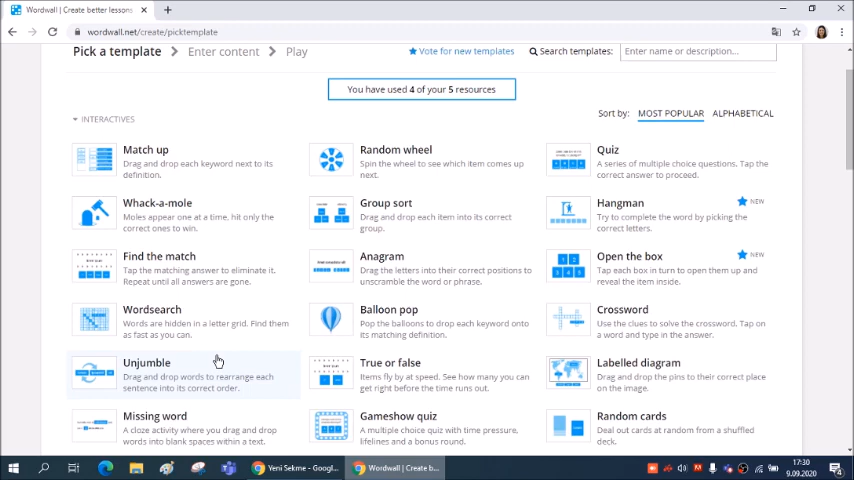 Wordwall | Create better lessons
wordwall.net/create/picktemplate
Pick a template Enter content Play
Vote for new templates
Search templates:
Enter name or description...
You have used 4 of your 5 resources
Sort by: MOST POPULAR ALPHABETICAL
INTERACTIVES
Match up
Drag and drop each keyword next to its
definition.
Random wheel
Spin the wheel to see which item comes up
next.
Quiz
A series of multiple choice questions. Tap the
correct answer to proceed.
Whack-a-mole
Moles appear one at a time, hit only the
correct ones to win.
Group sort
Drag and drop each item into its correct
group.
Hangman
NEW
Try to complete the word by picking the
correct letters.
Find the match
Tap the matching answer to eliminate it.
Repeat until all answers are gone.
Anagram
Drag the letters into their correct positions to
unscramble the word or phrase.
Open the box
NEW
Tap each box in turn to open them up and
reveal the item inside.
Wordsearch
Words are hidden in a letter grid. Find them
as fast as you can.
Balloon pop
Pop the balloons to drop each keyword onto
its matching definition.
Crossword
Use the clues to solve the crossword. Tap on
a word and type in the answer.
Unjumble
Drag and drop words to rearrange each
sentence into its correct order.
True or false
Items fly by at speed. See how many you can
get right before the time runs out.
Labelled diagram
Drag and drop the pins to their correct place
on the image.
Missing word
A cloze activity where you drag and drop
words into blank spaces within a text.
Gameshow quiz
A multiple choice quiz with time pressure,
lifelines and a bonus round.
Random cards
Deal out cards at random from a shuffled
deck.
Yeni Sekme - Googl...
Wordwall | Create b...
17:30
9.09.2020
4